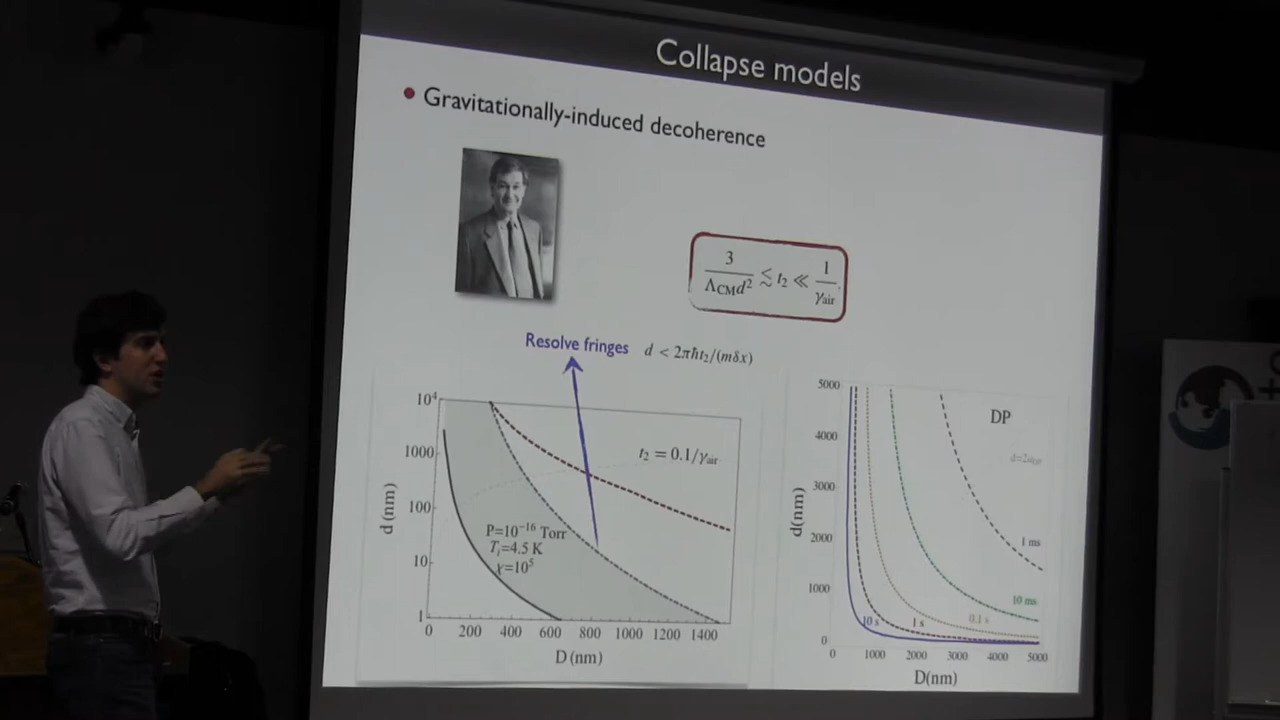 Collapse models
Gravitationally-induced decoherence
3/(Λ_CM d²) ≲ t₂ ≪ 1/γ_air
Resolve fringes d < 2πħt₂/(mδx)
10⁴
1000
100
10
1
d (nm)
t₂ = 0.1/γ_air
P=10⁻¹⁶ Torr
T_i=4.5 K
χ=10⁵
0 200 400 600 800 1000 1200 1400
D (nm)
5000
4000
3000
2000
1000
0
d(nm)
DP
1 ms
10 ms
10 s 1 s 0.1 s
0 1000 2000 3000 4000 5000
D(nm)